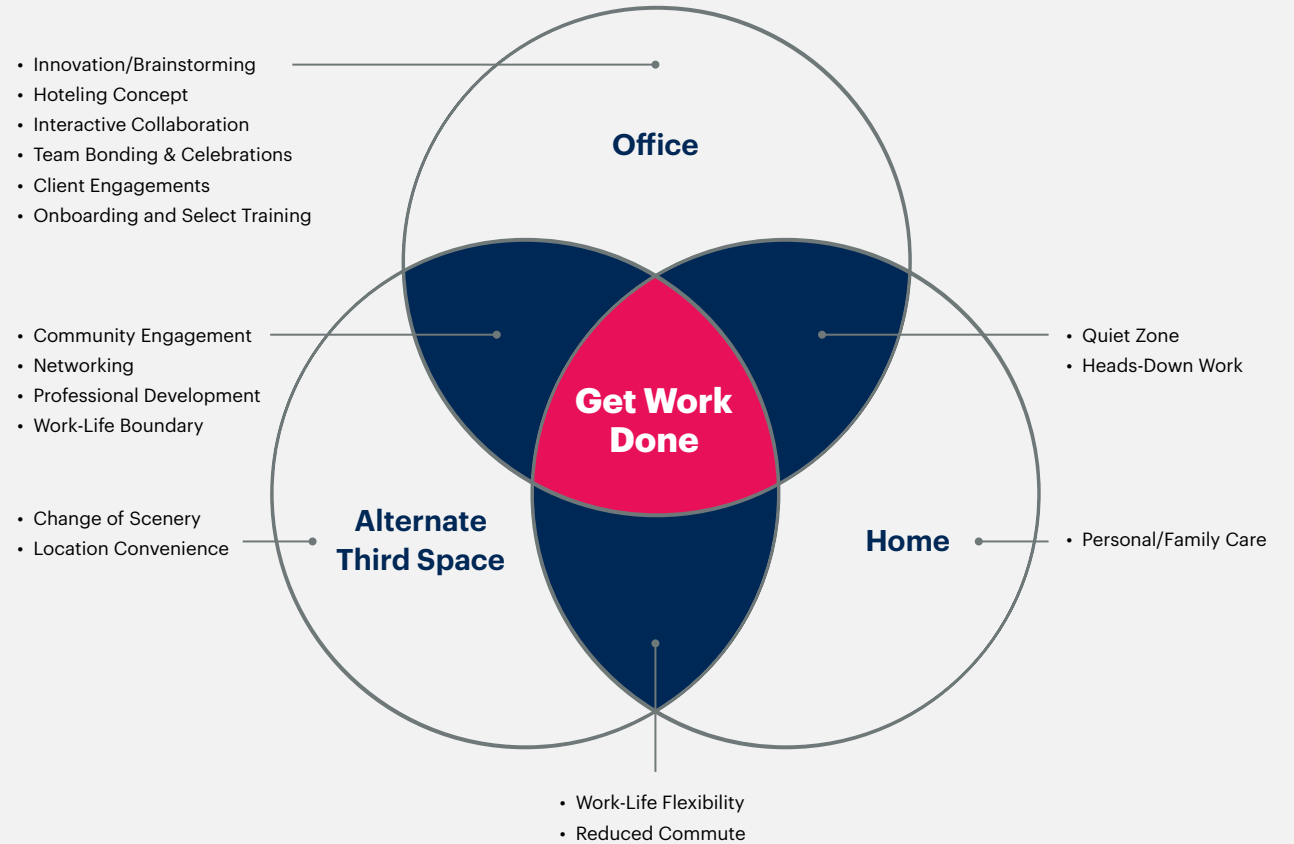 • Innovation/Brainstorming
• Hoteling Concept
• Interactive Collaboration
• Team Bonding & Celebrations
• Client Engagements
• Onboarding and Select Training
Office
• Community Engagement
• Networking
• Professional Development
• Work-Life Boundary
• Quiet Zone
• Heads-Down Work
Get Work
Done
• Change of Scenery
• Location Convenience
Alternate
Third Space
Home
• Personal/Family Care
• Work-Life Flexibility
• Reduced Commute